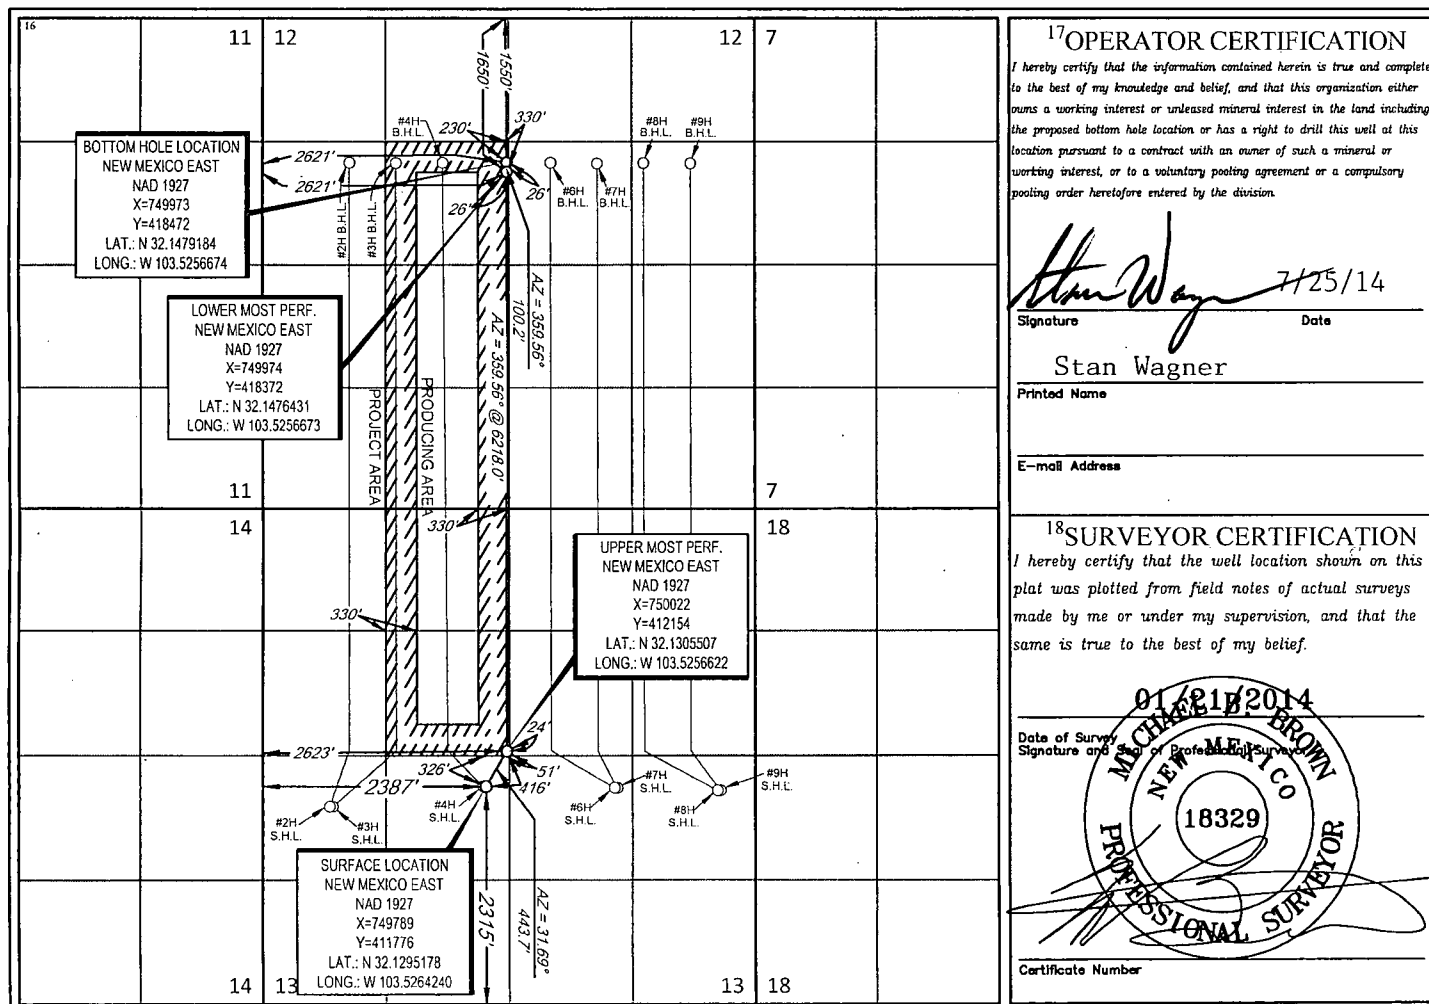 16
11 12
12 7
1650'
1550'
#4H
B.H.L.
230'
330'
#8H
B.H.L.
#9H
B.H.L.
BOTTOM HOLE LOCATION
NEW MEXICO EAST
NAD 1927
X=749973
Y=418472
LAT.: N 32.1479184
LONG.: W 103.5256674
2621'
2621'
#2H B.H.L.
#3H B.H.L.
26'
26'
#6H
B.H.L.
#7H
B.H.L.
LOWER MOST PERF.
NEW MEXICO EAST
NAD 1927
X=749974
Y=418372
LAT.: N 32.1476431
LONG.: W 103.5256673
AZ = 359.56°
100.2'
AZ = 359.56° @ 6218.0'
PROJECT AREA
PRODUCING AREA
11
14
7
18
330'
UPPER MOST PERF.
NEW MEXICO EAST
NAD 1927
X=750022
Y=412154
LAT.: N 32.1305507
LONG.: W 103.5256622
330'
24'
2623'
326'
51'
2387'
416'
#4H
S.H.L.
#2H
S.H.L.
#3H
S.H.L.
#6H
S.H.L.
#7H
S.H.L.
#8H
S.H.L.
#9H
S.H.L.
SURFACE LOCATION
NEW MEXICO EAST
NAD 1927
X=749789
Y=411776
LAT.: N 32.1295178
LONG.: W 103.5264240
2315'
AZ = 31.69°
443.7'
14 13
13 18
17 OPERATOR CERTIFICATION
I hereby certify that the information contained herein is true and complete
to the best of my knowledge and belief, and that this organization either
owns a working interest or unleased mineral interest in the land including
the proposed bottom hole location or has a right to drill this well at this
location pursuant to a contract with an owner of such a mineral or
working interest, or to a voluntary pooling agreement or a compulsory
pooling order heretofore entered by the division.
Stan Wagner 7/25/14
Signature Date
Stan Wagner
Printed Name
E-mail Address
18 SURVEYOR CERTIFICATION
I hereby certify that the well location shown on this
plat was plotted from field notes of actual surveys
made by me or under my supervision, and that the
same is true to the best of my belief.
01/21/2014
Date of Survey
Signature and Seal of Professional Surveyor
MICHAEL B. BROWN
NEW MEXICO
18329
PROFESSIONAL SURVEYOR
Certificate Number